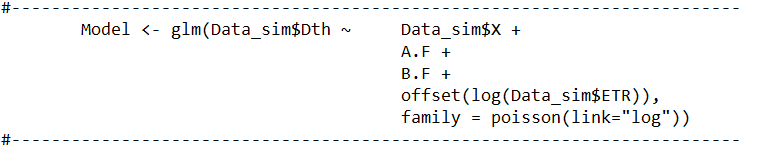 #-------------------------------------------------------------------------
Model <- glm(Data_sim$Dth ~ Data_sim$X +
A.F +
B.F +
offset(log(Data_sim$ETR)),
family = poisson(link="log"))
#-------------------------------------------------------------------------